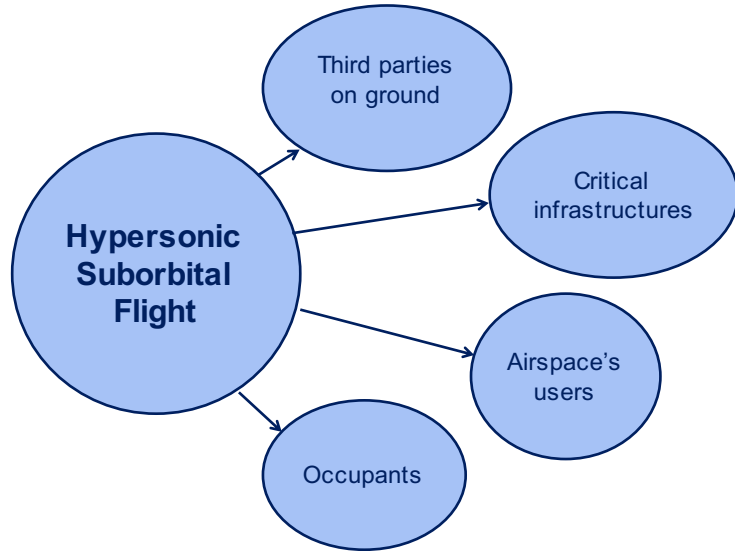 Third parties
on ground
Critical
infrastructures
Hypersonic
Suborbital
Flight
Airspace’s
users
Occupants